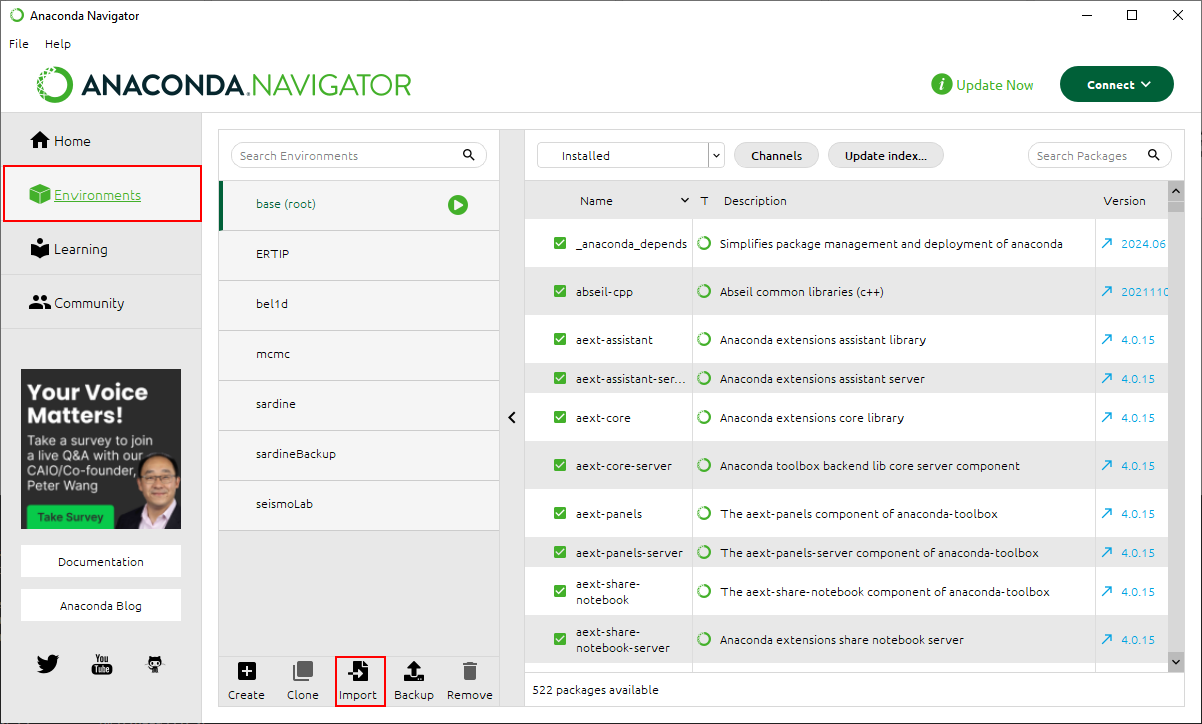 Anaconda Navigator
File Help
ANACONDA.NAVIGATOR
i Update Now
Connect
Home
Environments
Learning
Community
Your Voice
Matters!
Take a survey to join
a live Q&A with our
CAIO/Co-founder,
Peter Wang
Take Survey
Documentation
Anaconda Blog
You
Tube
Search Environments
base (root)
ERTIP
bel1d
mcmc
sardine
sardineBackup
seismoLab
Create Clone Import Backup Remove
Installed Channels Update index... Search Packages
Name T Description Version
_anaconda_depends Simplifies package management and deployment of anaconda 2024.06
abseil-cpp Abseil common libraries (c++) 2021110
aext-assistant Anaconda extensions assistant library 4.0.15
aext-assistant-ser... Anaconda extensions assistant server 4.0.15
aext-core Anaconda extensions core library 4.0.15
aext-core-server Anaconda toolbox backend lib core server component 4.0.15
aext-panels The aext-panels component of anaconda-toolbox 4.0.15
aext-panels-server The aext-panels-server component of anaconda-toolbox 4.0.15
aext-share-
notebook The aext-share-notebook component of anaconda-toolbox 4.0.15
aext-share-
notebook-server Anaconda extensions share notebook server 4.0.15
522 packages available